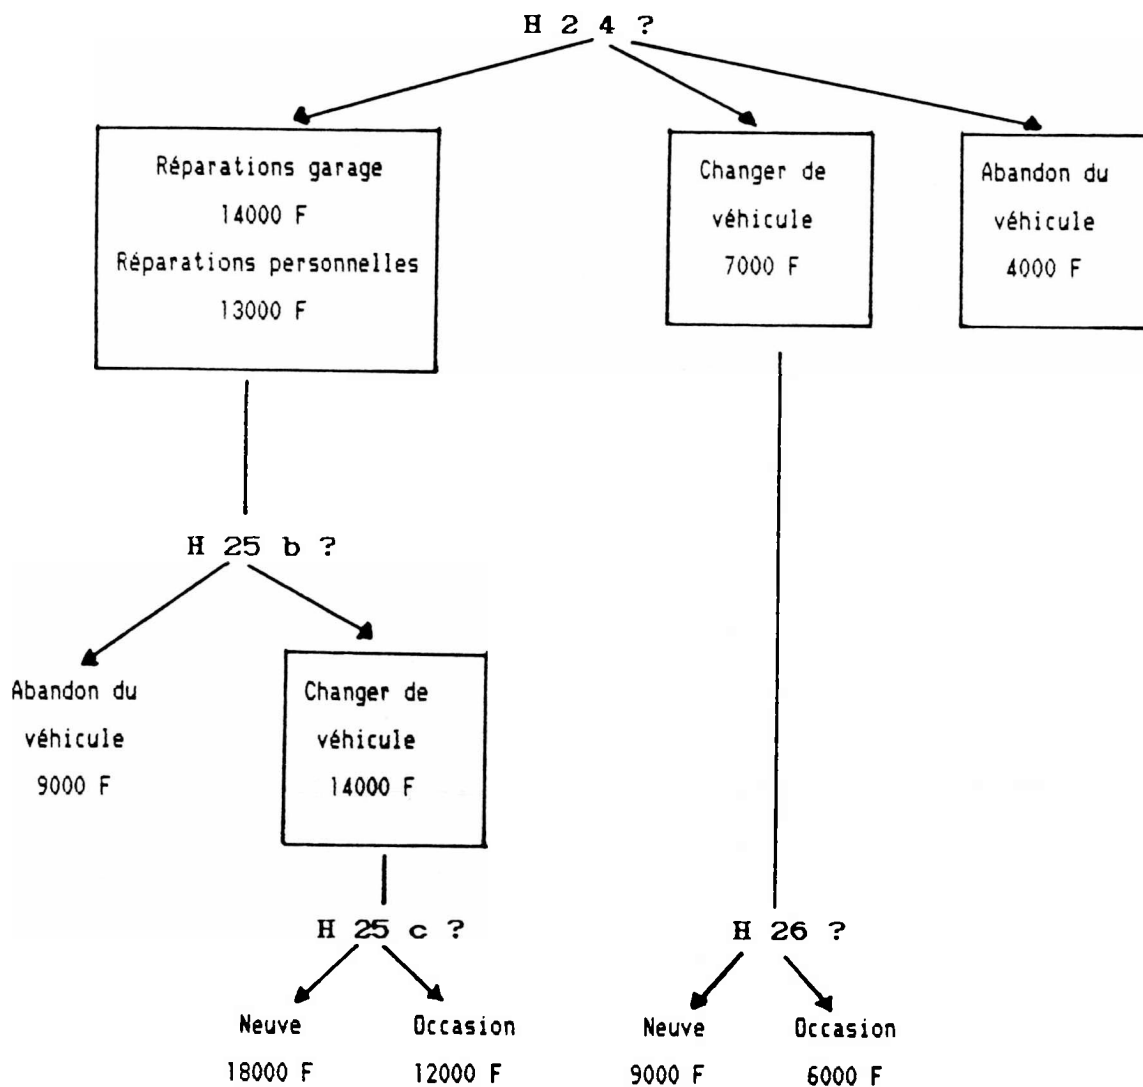 H 2 4 ?
Réparations garage
14000 F
Réparations personnelles
13000 F
Changer de
véhicule
7000 F
Abandon du
véhicule
4000 F
H 25 b ?
Abandon du
véhicule
9000 F
Changer de
véhicule
14000 F
H 25 c ?
Neuve
18000 F
Occasion
12000 F
H 26 ?
Neuve
9000 F
Occasion
6000 F